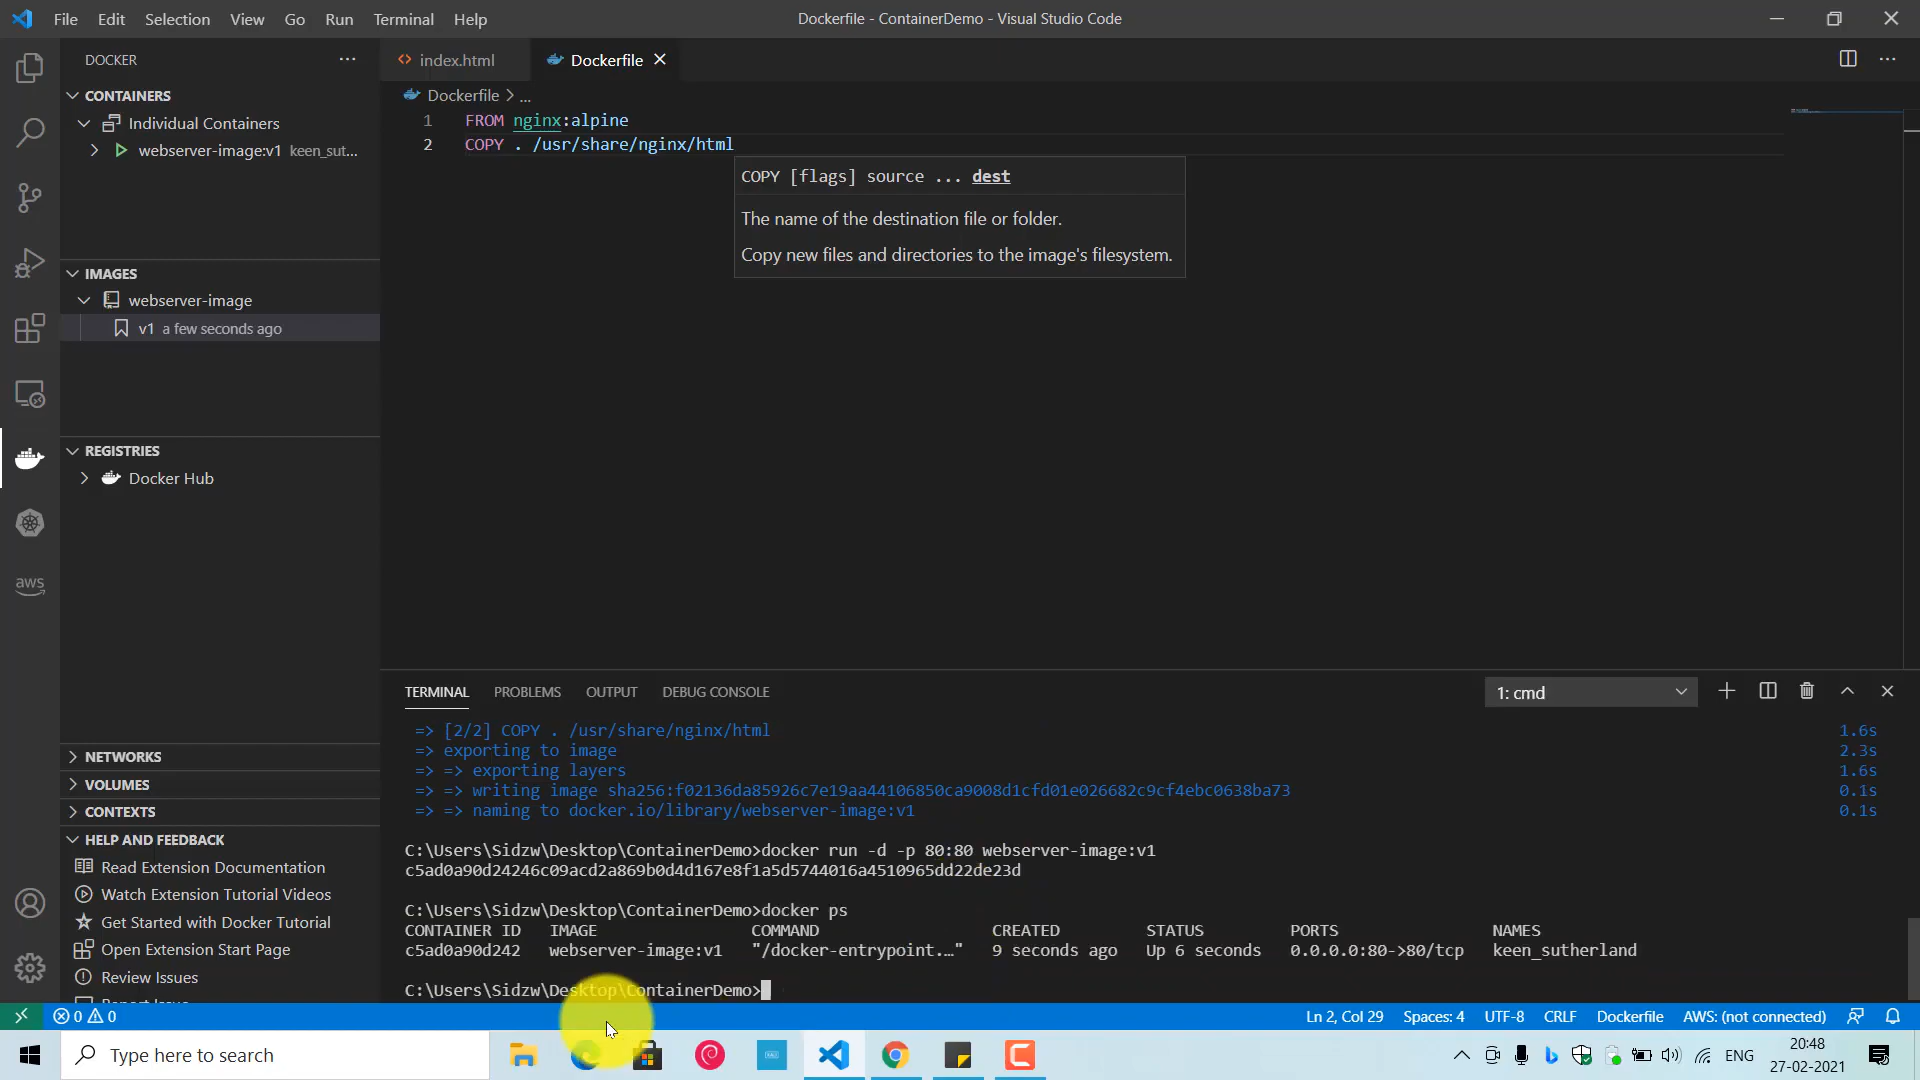 File Edit Selection View Go Run Terminal Help
Dockerfile - ContainerDemo - Visual Studio Code
DOCKER
CONTAINERS
Individual Containers
webserver-image:v1 keen_sut...
IMAGES
webserver-image
v1 a few seconds ago
REGISTRIES
Docker Hub
NETWORKS
VOLUMES
CONTEXTS
HELP AND FEEDBACK
Read Extension Documentation
Watch Extension Tutorial Videos
Get Started with Docker Tutorial
Open Extension Start Page
Review Issues
aws
index.html
Dockerfile
Dockerfile > ...
1 FROM nginx:alpine
2 COPY . /usr/share/nginx/html
COPY [flags] source ... dest
The name of the destination file or folder.
Copy new files and directories to the image's filesystem.
TERMINAL PROBLEMS OUTPUT DEBUG CONSOLE
1: cmd
=> [2/2] COPY . /usr/share/nginx/html 1.6s
=> exporting to image 2.3s
=> => exporting layers 1.6s
=> => writing image sha256:f02136da85926c7e19aa44106850ca9008d1cfd01e026682c9cf4ebc0638ba73 0.1s
=> => naming to docker.io/library/webserver-image:v1 0.1s
C:\Users\Sidzw\Desktop\ContainerDemo>docker run -d -p 80:80 webserver-image:v1
c5ad0a90d24246c09acd2a869b0d4d167e8f1a5d5744016a4510965dd22de23d
C:\Users\Sidzw\Desktop\ContainerDemo>docker ps
CONTAINER ID IMAGE COMMAND CREATED STATUS PORTS NAMES
c5ad0a90d242 webserver-image:v1 "/docker-entrypoint.…" 9 seconds ago Up 6 seconds 0.0.0.0:80->80/tcp keen_sutherland
C:\Users\Sidzw\Desktop\ContainerDemo>
0 0
Ln 2, Col 29 Spaces: 4 UTF-8 CRLF Dockerfile AWS: (not connected)
Type here to search
ENG
20:48
27-02-2021